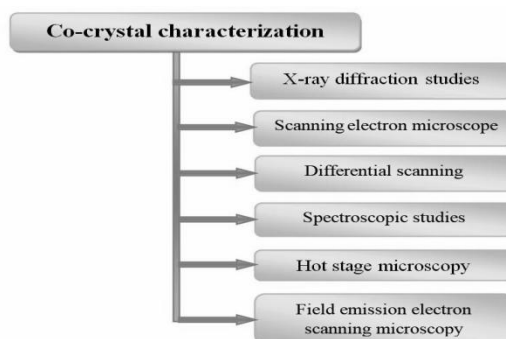 Co-crystal characterization
X-ray diffraction studies
Scanning electron microscope
Differential scanning
Spectroscopic studies
Hot stage microscopy
Field emission electron
scanning microscopy